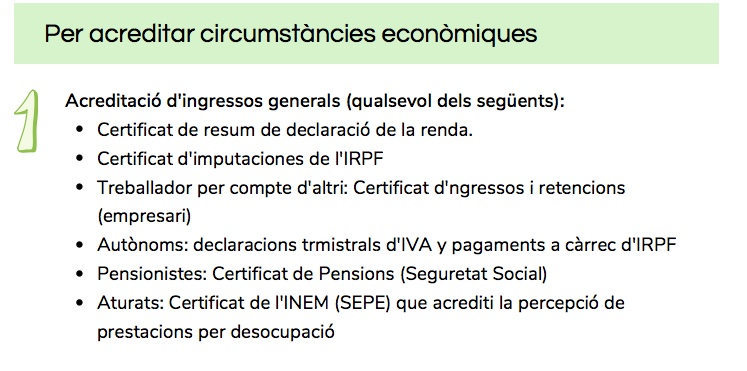 Per acreditar circumstàncies econòmiques
1
Acreditació d'ingressos generals (qualsevol dels següents):
• Certificat de resum de declaració de la renda.
• Certificat d'imputaciones de l'IRPF
• Treballador per compte d'altri: Certificat d'ngressos i retencions
(empresari)
• Autònoms: declaracions trmistrals d'IVA y pagaments a càrrec d'IRPF
• Pensionistes: Certificat de Pensions (Seguretat Social)
• Aturats: Certificat de l'INEM (SEPE) que acrediti la percepció de
prestacions per desocupació